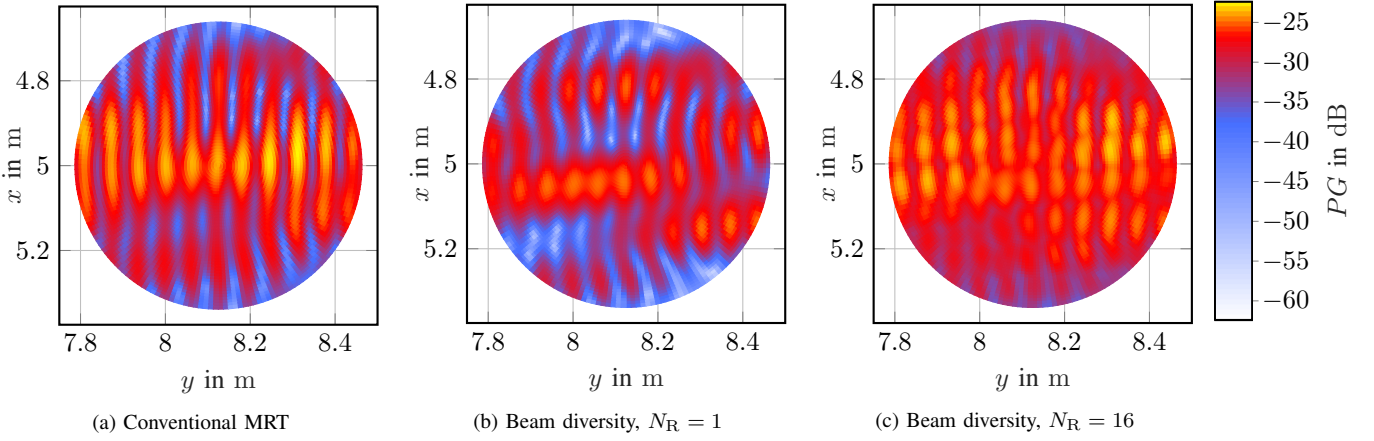 4.8
5
5.2
x in m
7.8 8 8.2 8.4
y in m
(a) Conventional MRT
4.8
5
5.2
x in m
7.8 8 8.2 8.4
y in m
(b) Beam diversity, N_R = 1
4.8
5
5.2
x in m
7.8 8 8.2 8.4
y in m
(c) Beam diversity, N_R = 16
−25
−30
−35
−40
−45
−50
−55
−60
PG in dB